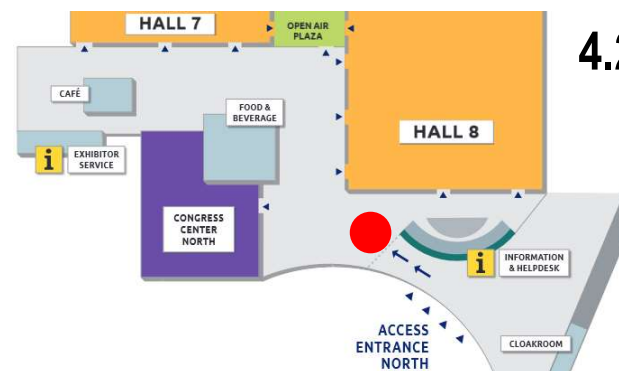 HALL 7
OPEN AIR
PLAZA
4.2
CAFÉ
FOOD &
BEVERAGE
HALL 8
i
EXHIBITOR
SERVICE
CONGRESS
CENTER
NORTH
i
INFORMATION
& HELPDESK
ACCESS
ENTRANCE
NORTH
CLOAKROOM